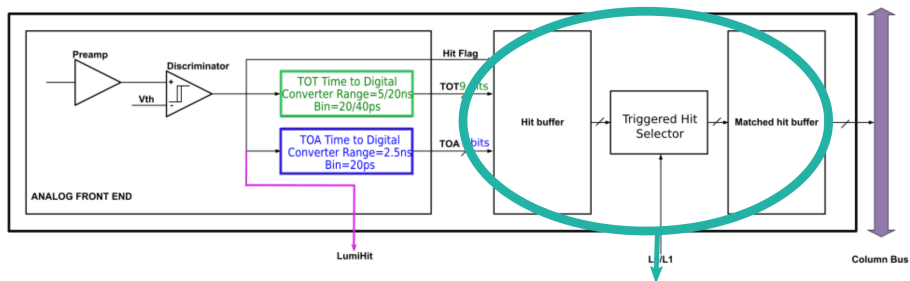 Preamp
Discriminator
Vth
TOT Time to Digital
Converter Range=5/20ns
Bin=20/40ps
TOA Time to Digital
Converter Range=2.5ns
Bin=20ps
ANALOG FRONT END
LumiHit
Hit Flag
TOT
TOA
Hit buffer
Triggered Hit
Selector
Matched hit buffer
/L1
Column Bus